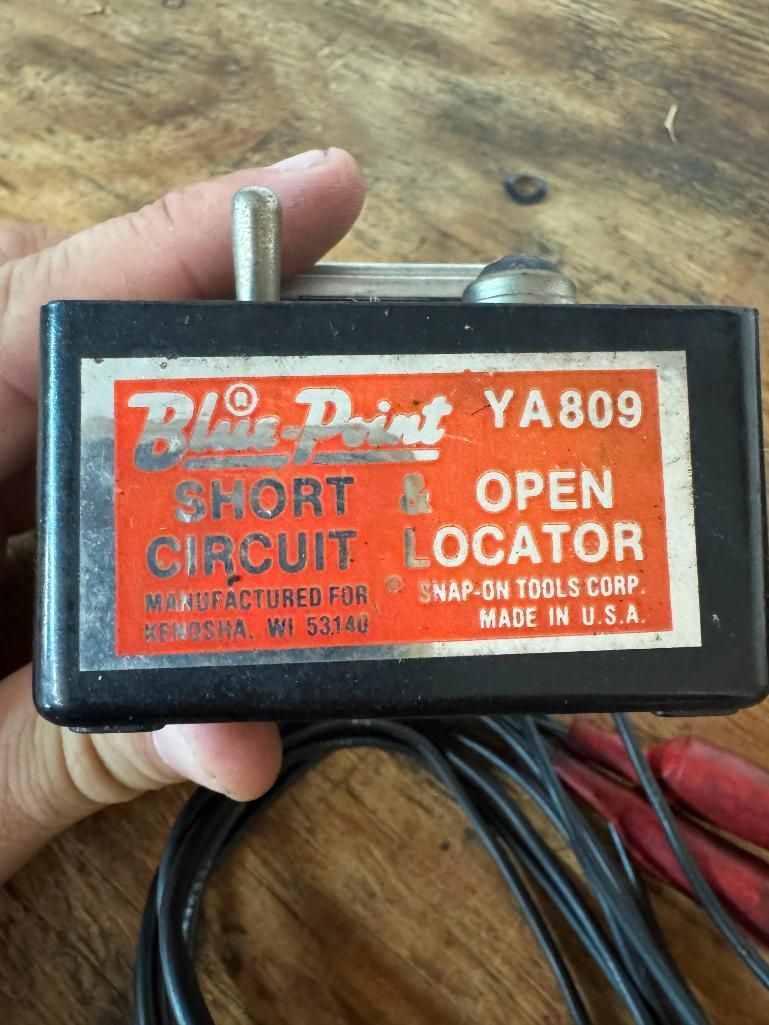 Blue-Point® YA809
SHORT & OPEN
CIRCUIT LOCATOR
MANUFACTURED FOR SNAP-ON TOOLS CORP.
KENOSHA, WI 53140 MADE IN U.S.A.